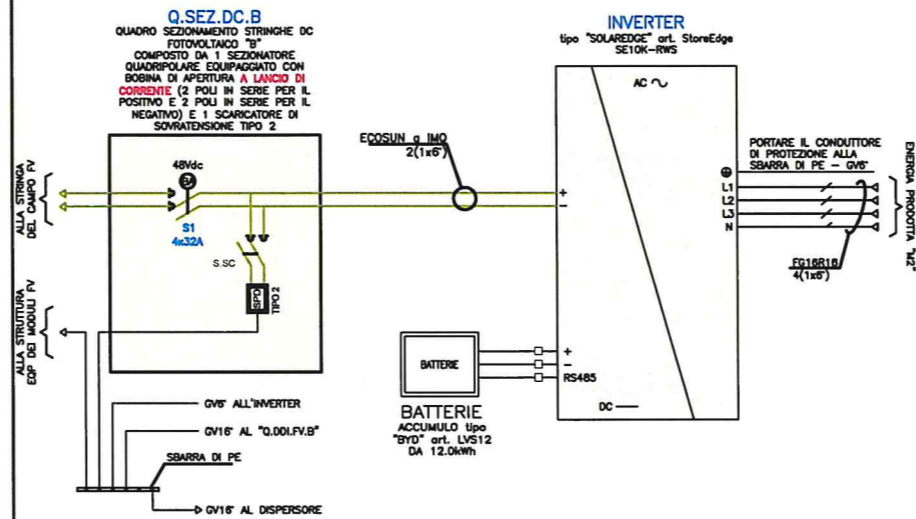 Q.SEZ.DC.B
QUADRO SEZIONAMENTO STRINGHE DC
FOTOVOLTAICO "B"
COMPOSTO DA 1 SEZIONATORE
QUADRIPOLARE EQUIPAGGIATO CON
BOBINA DI APERTURA A LANCIO DI
CORRENTE (2 POLI IN SERIE PER IL
POSITIVO E 2 POLI IN SERIE PER IL
NEGATIVO) E 1 SCARICATORE DI
SOVRATENSIONE TIPO 2
48Vdc
S1
4x32A
S.SC
SPD
TIPO 2
ALLA STRINGA
DEL CAMPO FV
ALLA STRUTTURA
EQP DEI MODULI FV
ECOSUN o IMQ
2(1x6")
INVERTER
tipo "SOLAREDGE" art. StoreEdge
SE10K-RWS
AC
+
−
PORTARE IL CONDUTTORE
DI PROTEZIONE ALLA
SBARRA DI PE - GV6"
L1
L2
L3
N
FG16R16
4(1x6")
ENERGIA PRODOTTA "M2"
BATTERIE
+
−
RS485
DC
BATTERIE
ACCUMULO tipo
"BYD" art. LVS12
DA 12.0kWh
GV6" ALL'INVERTER
GV16" AL "Q.DDI.FV.B"
SBARRA DI PE
GV16" AL DISPERSORE